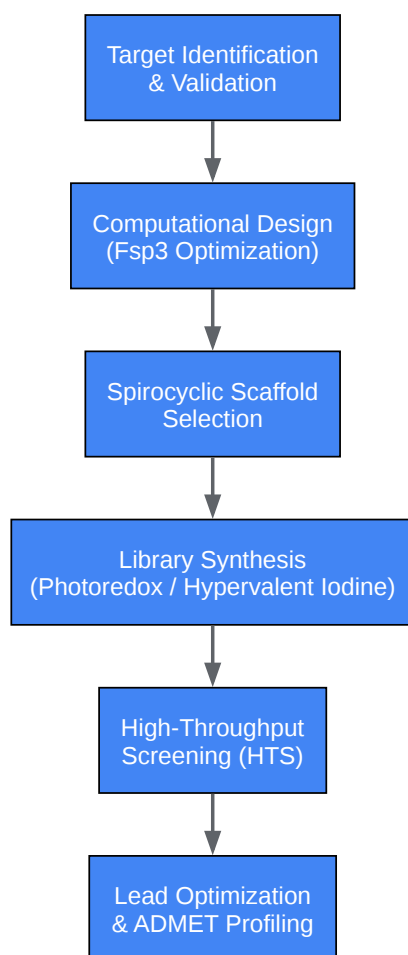 Target Identification
& Validation
Computational Design
(Fsp3 Optimization)
Spirocyclic Scaffold
Selection
Library Synthesis
(Photoredox / Hypervalent Iodine)
High-Throughput
Screening (HTS)
Lead Optimization
& ADMET Profiling